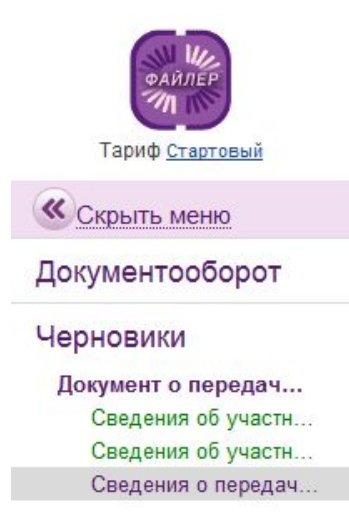 ФАЙЛЕР
Тариф Стартовый
Скрыть меню
Документооборот
Черновики
Документ о передач...
Сведения об участн...
Сведения об участн...
Сведения о передач...